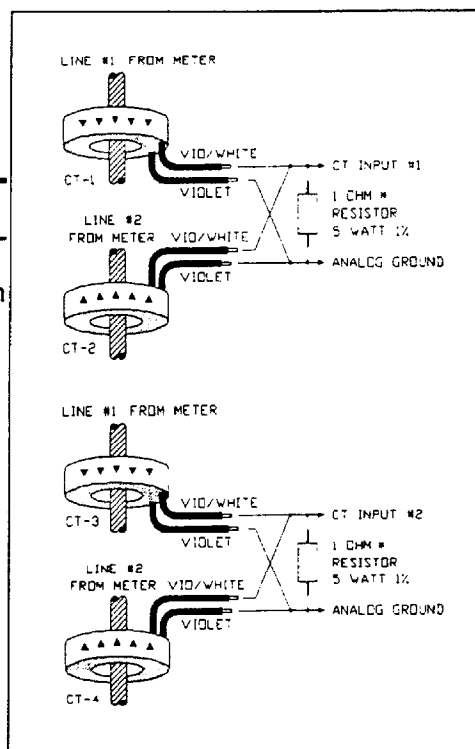 LINE #1 FROM METER
VIO/WHITE
CT INPUT #1
CT-1
VIOLET
1 OHM *
RESISTOR
5 WATT 1%
LINE #2
FROM METER
VIO/WHITE
VIOLET
ANALOG GROUND
CT-2
LINE #1 FROM METER
VIO/WHITE
CT INPUT #2
CT-3
VIOLET
1 OHM *
RESISTOR
5 WATT 1%
LINE #2
FROM METER
VIO/WHITE
VIOLET
ANALOG GROUND
CT-4